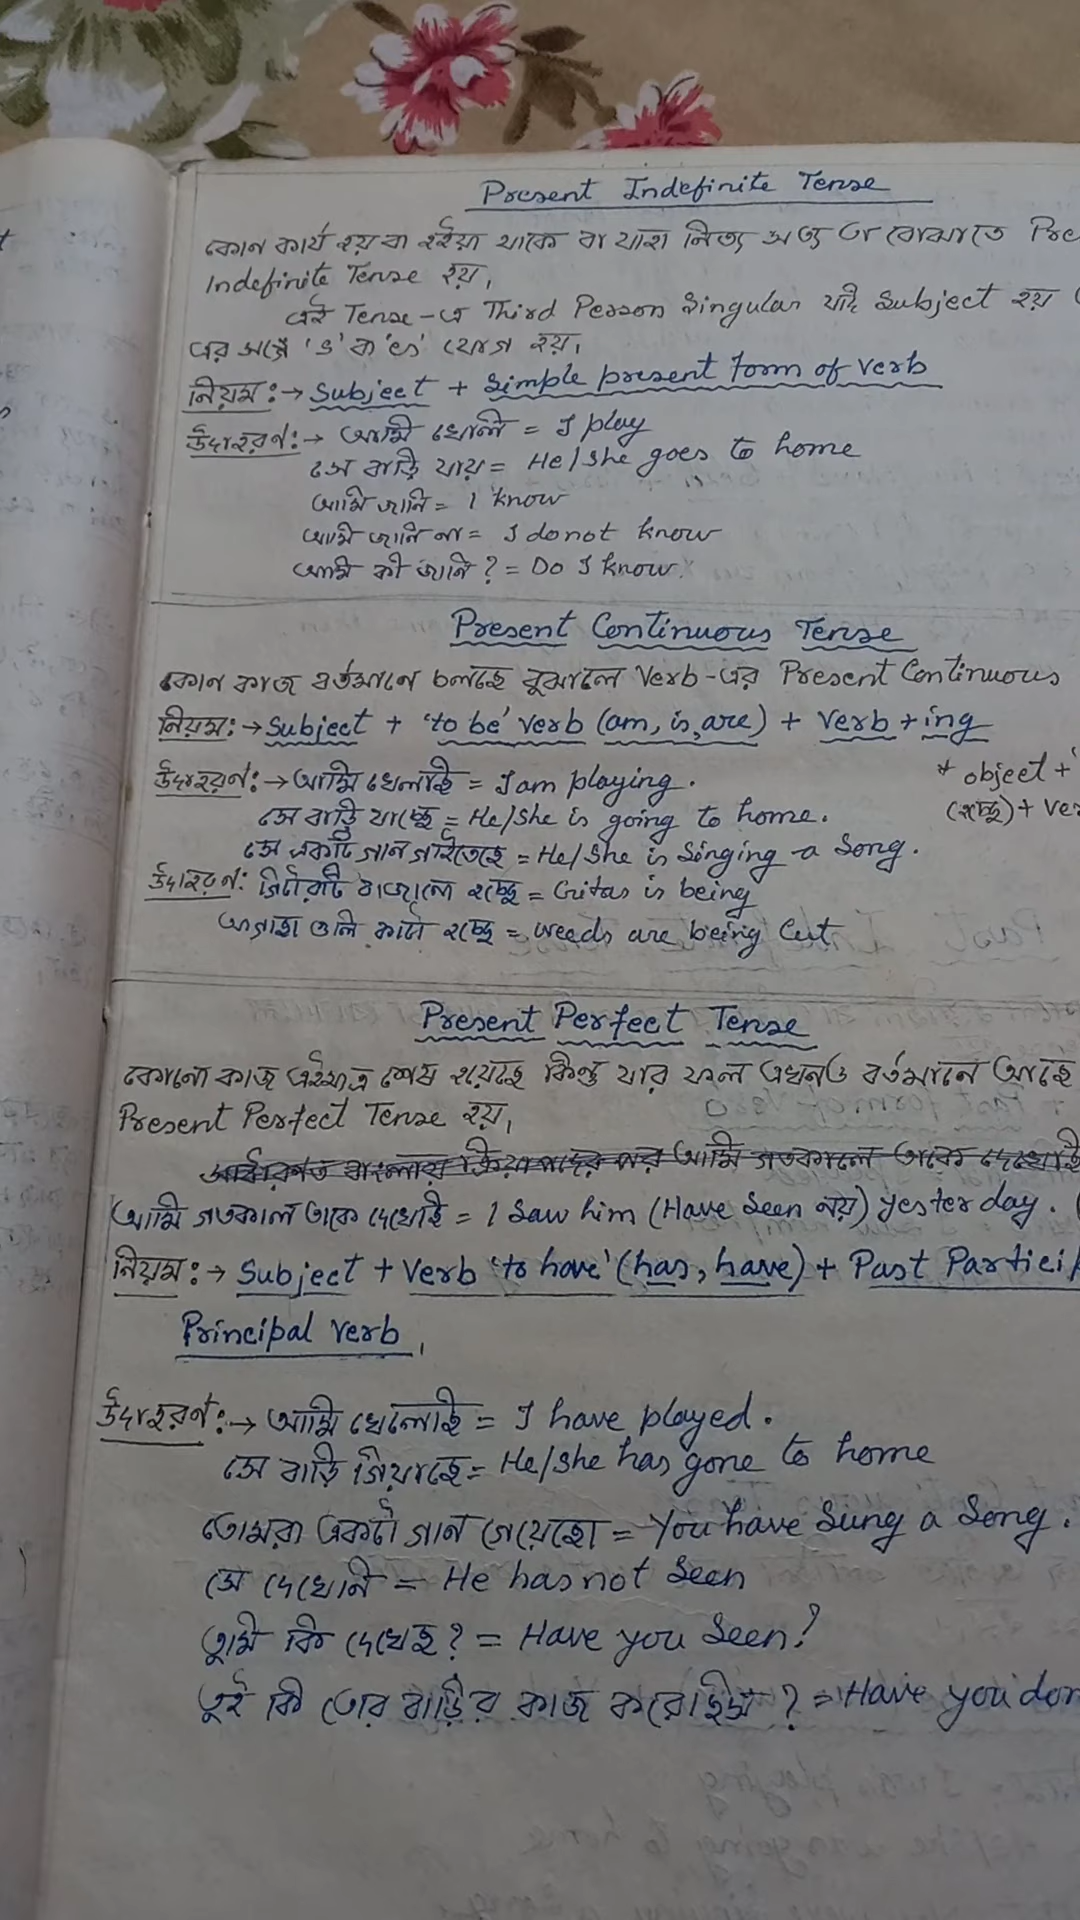 Present Indefinite Tense
কোন কার্য হয় বা হইয়া থাকে বা যাহা নিত্য সত্য তা বোঝাতে Pre
Indefinite Tense হয়।
এই Tense-এ Third Person Singular যদি Subject হয়
এর সঙ্গে 's' বা 'es' যোগ হয়।
নিয়ম:→ Subject + Simple present form of verb
উদাহরণ:→ আমি খেলি = I play
সে বাড়ি যায় = He/She goes to home
আমি জানি = I know
আমি জানি না = I do not know
আমি কী জানি? = Do I know.
Present Continuous Tense
কোন কাজ বর্তমানে চলছে বুঝালে Verb-এর Present Continuous
নিয়ম:→ Subject + 'to be' verb (am, is, are) + verb + ing
উদাহরণ:→ আমি খেলছি = I am playing.
* object +
সে বাড়ি যাচ্ছে = He/She is going to home.
(হচ্ছে) + ve
সে একটি গান গাইতেছে = He/She is Singing a Song.
উদাহরণ: গিটারটি বাজানো হচ্ছে = Guitar is being
আগাছা গুলি কাটা হচ্ছে = weeds are being Cut
Present Perfect Tense
কোনো কাজ এইমাত্র শেষ হয়েছে কিন্তু যার ফল এখনও বর্তমানে আছে
Present Perfect Tense হয়।
আমি গতকাল তাকে দেখেছি = I Saw him (Have Seen নয়) yesterday. (
নিয়ম:→ Subject + Verb 'to have' (has, have) + Past Particip
Principal verb।
উদাহরণ:→ আমি খেলেছি = I have played.
সে বাড়ি গিয়াছে = He/She has gone to home
তোমরা একটা গান গেয়েছো = You have Sung a Song.
সে দেখেনি = He has not Seen
তুমি কি দেখেছ? = Have you Seen?
তুই কি তোর বাড়ির কাজ করেছিস? = Have you don